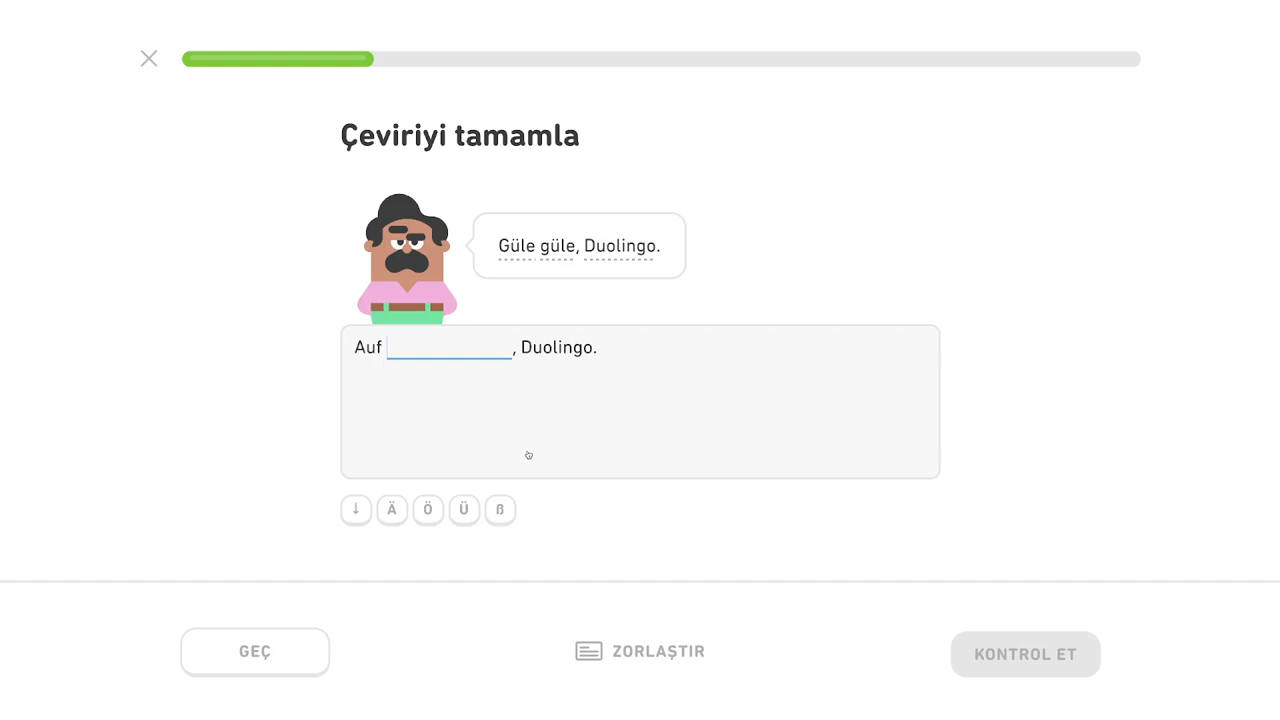 Çeviriyi tamamla
Güle güle, Duolingo.
Auf , Duolingo.
↓ Ä Ö Ü ß
GEÇ ZORLAŞTIR KONTROL ET